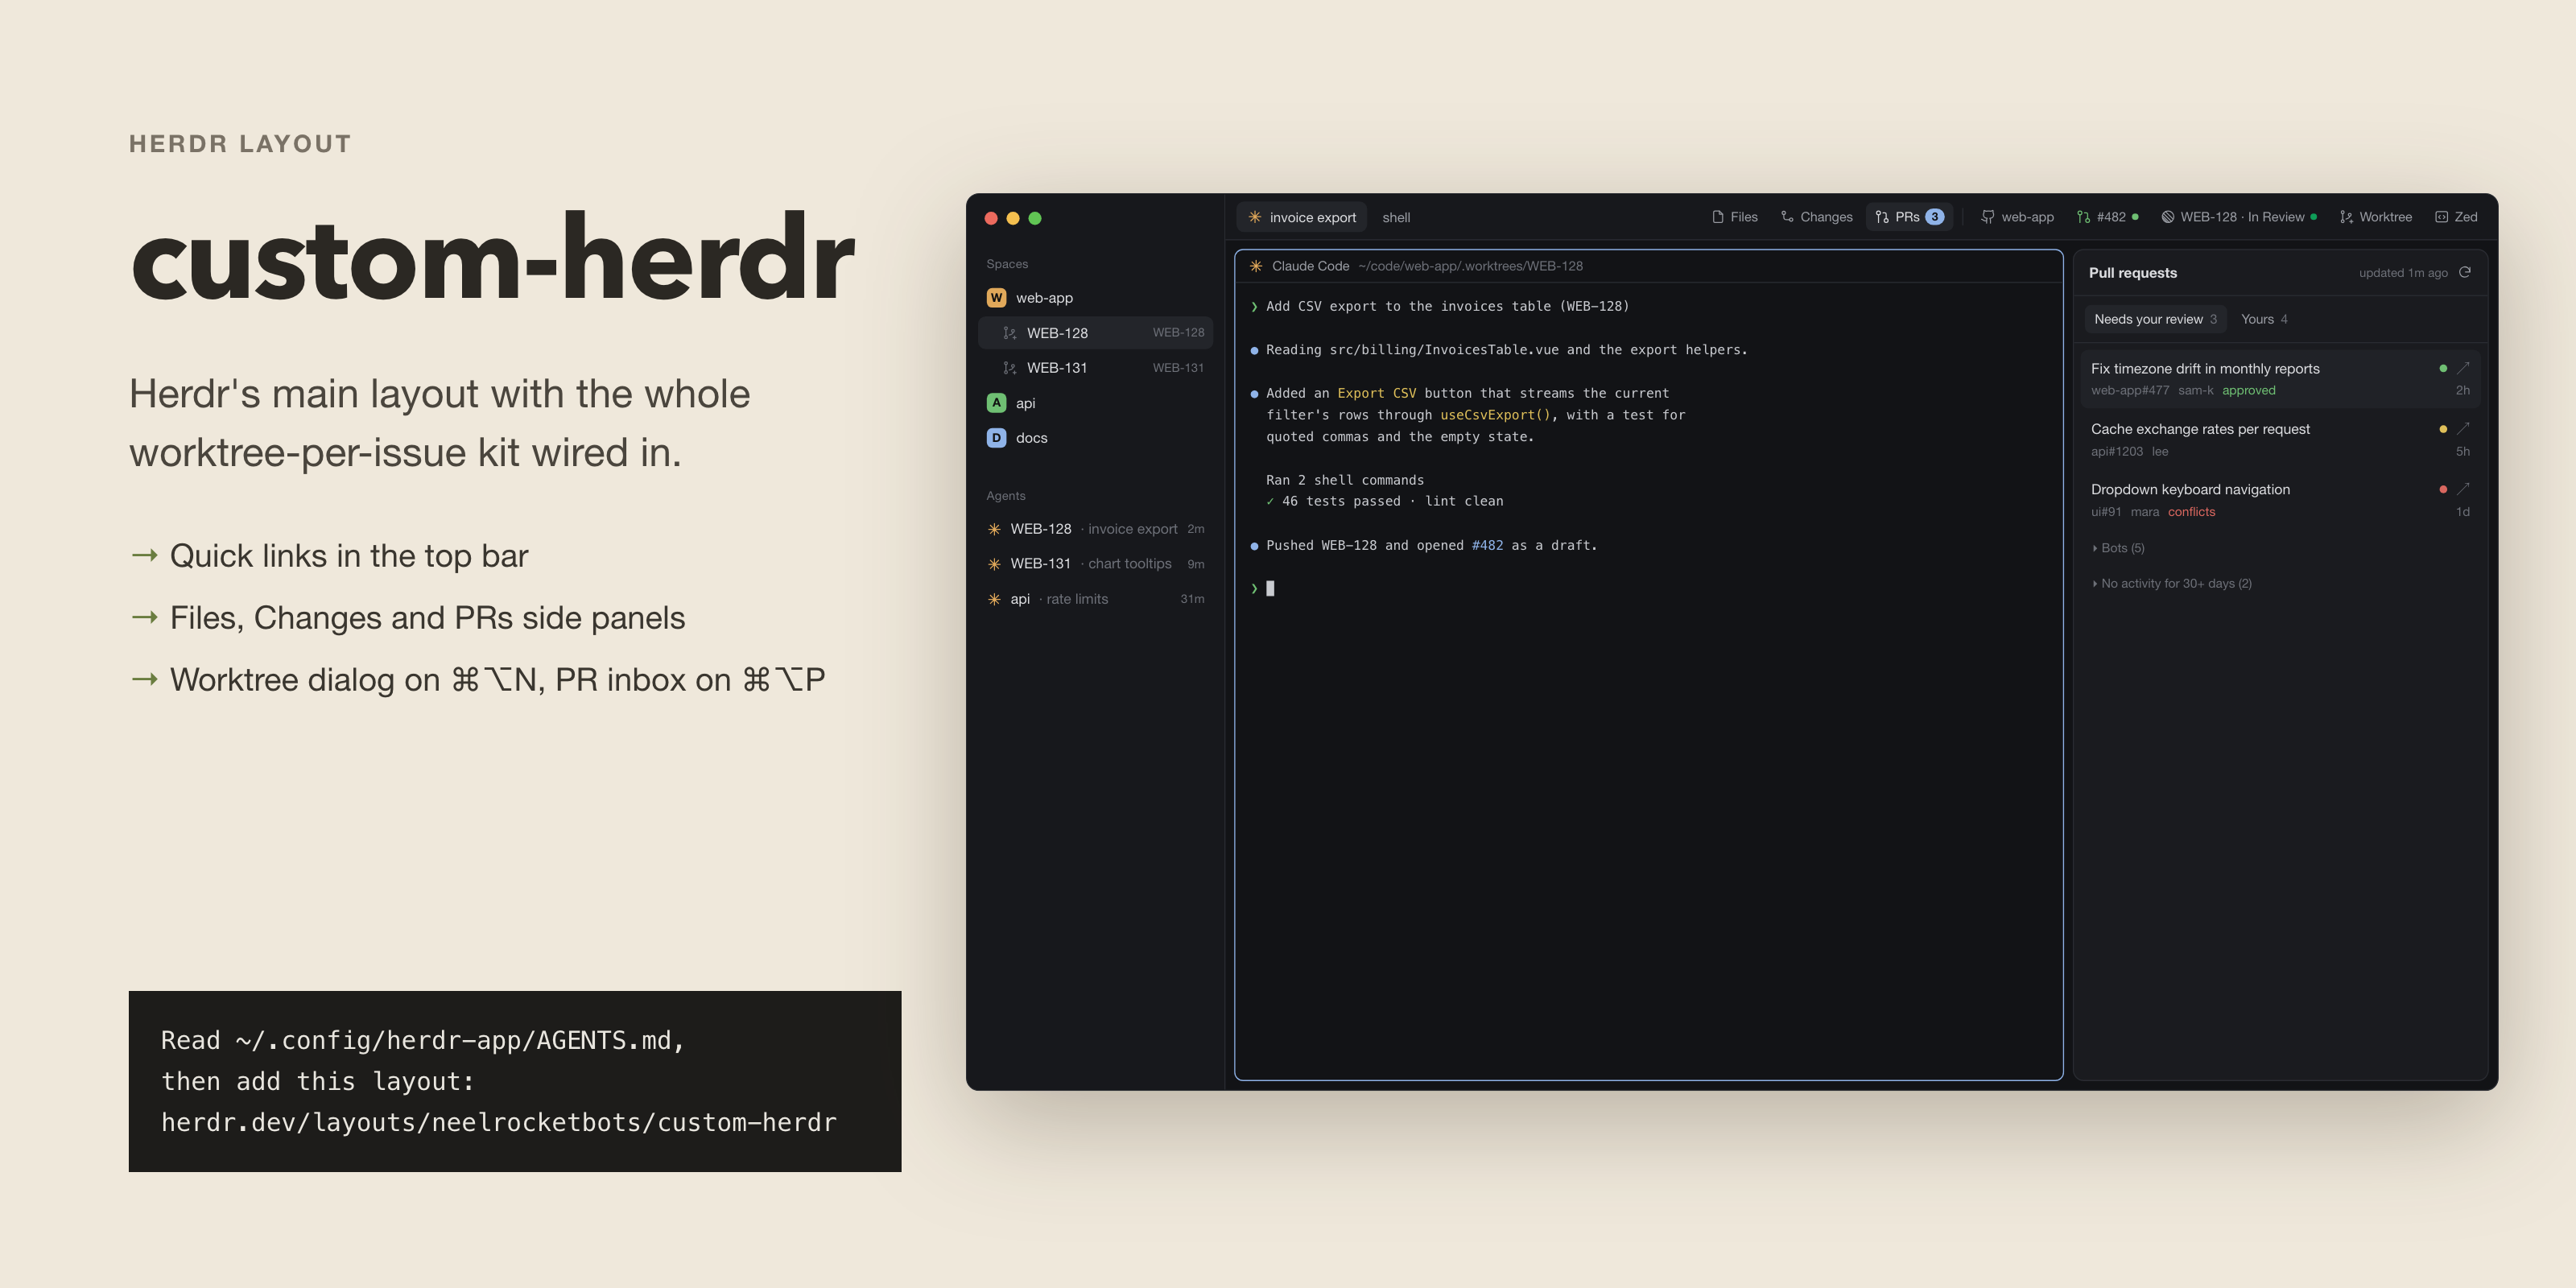 HERDR LAYOUT
custom-herdr
Herdr's main layout with the whole
worktree-per-issue kit wired in.
→ Quick links in the top bar
→ Files, Changes and PRs side panels
→ Worktree dialog on ⌘⌥N, PR inbox on ⌘⌥P
Read ~/.config/herdr-app/AGENTS.md,
then add this layout:
herdr.dev/layouts/neelrocketbots/custom-herdr
Spaces
W web-app
WEB-128 WEB-128
WEB-131 WEB-131
A api
D docs
Agents
WEB-128 · invoice export 2m
WEB-131 · chart tooltips 9m
api · rate limits 31m
invoice export shell Files Changes PRs 3 web-app #482 WEB-128 · In Review Worktree Zed
Claude Code ~/code/web-app/.worktrees/WEB-128
❯ Add CSV export to the invoices table (WEB-128)
● Reading src/billing/InvoicesTable.vue and the export helpers.
● Added an Export CSV button that streams the current
filter's rows through useCsvExport(), with a test for
quoted commas and the empty state.
Ran 2 shell commands
✓ 46 tests passed · lint clean
● Pushed WEB-128 and opened #482 as a draft.
❯
Pull requests updated 1m ago
Needs your review 3 Yours 4
Fix timezone drift in monthly reports
web-app#477 sam-k approved 2h
Cache exchange rates per request
api#1203 lee 5h
Dropdown keyboard navigation
ui#91 mara conflicts 1d
Bots (5)
No activity for 30+ days (2)